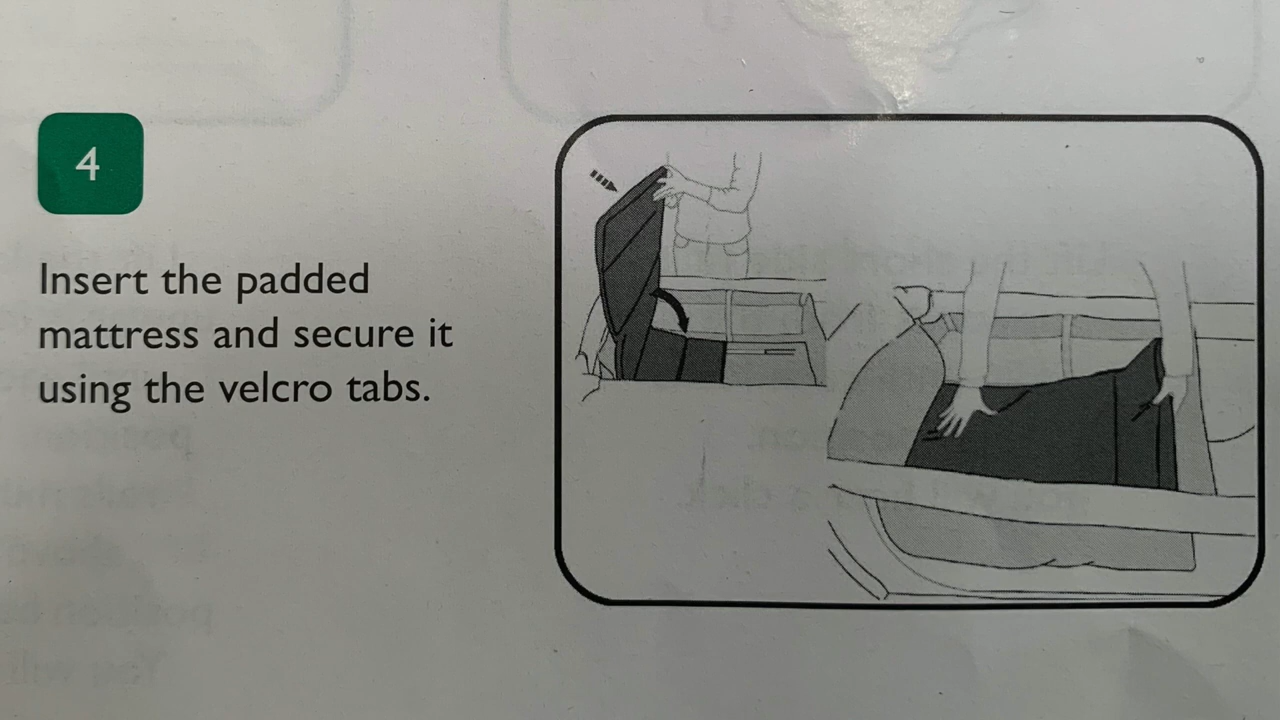 4
Insert the padded
mattress and secure it
using the velcro tabs.